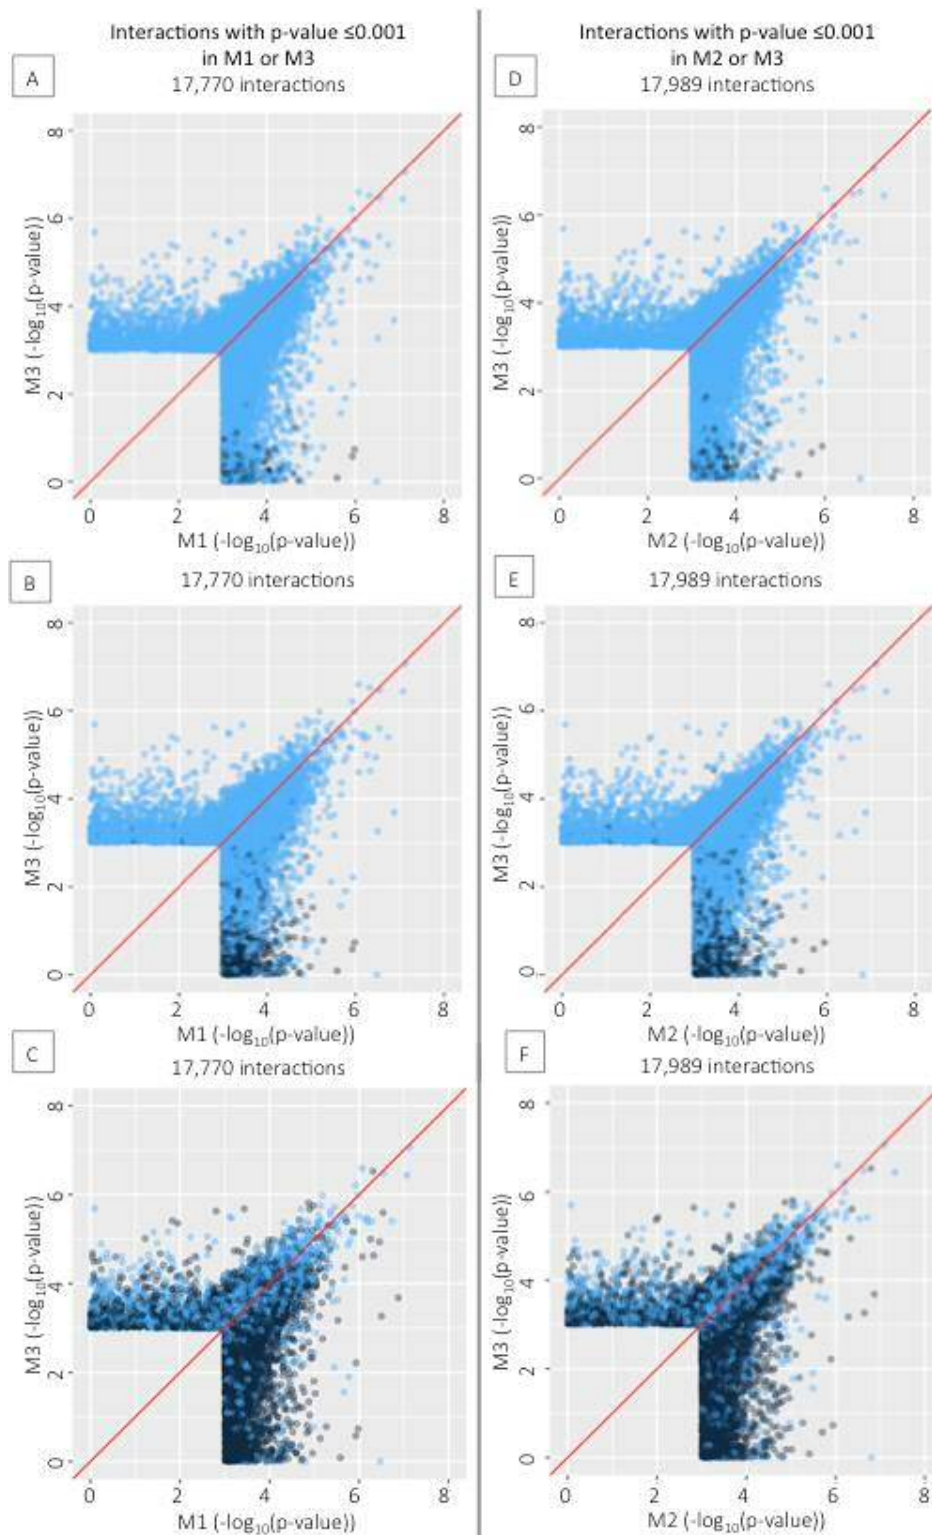 Interactions with p-value ≤0.001
in M1 or M3
A
17,770 interactions
8
6
4
2
0
M3 (-log10(p-value))
0 2 4 6 8
M1 (-log10(p-value))
B
17,770 interactions
8
6
4
2
0
M3 (-log10(p-value))
0 2 4 6 8
M1 (-log10(p-value))
C
17,770 interactions
8
6
4
2
0
M3 (-log10(p-value))
0 2 4 6 8
M1 (-log10(p-value))
Interactions with p-value ≤0.001
in M2 or M3
D
17,989 interactions
8
6
4
2
0
M3 (-log10(p-value))
0 2 4 6 8
M2 (-log10(p-value))
E
17,989 interactions
8
6
4
2
0
M3 (-log10(p-value))
0 2 4 6 8
M2 (-log10(p-value))
F
17,989 interactions
8
6
4
2
0
M3 (-log10(p-value))
0 2 4 6 8
M2 (-log10(p-value))